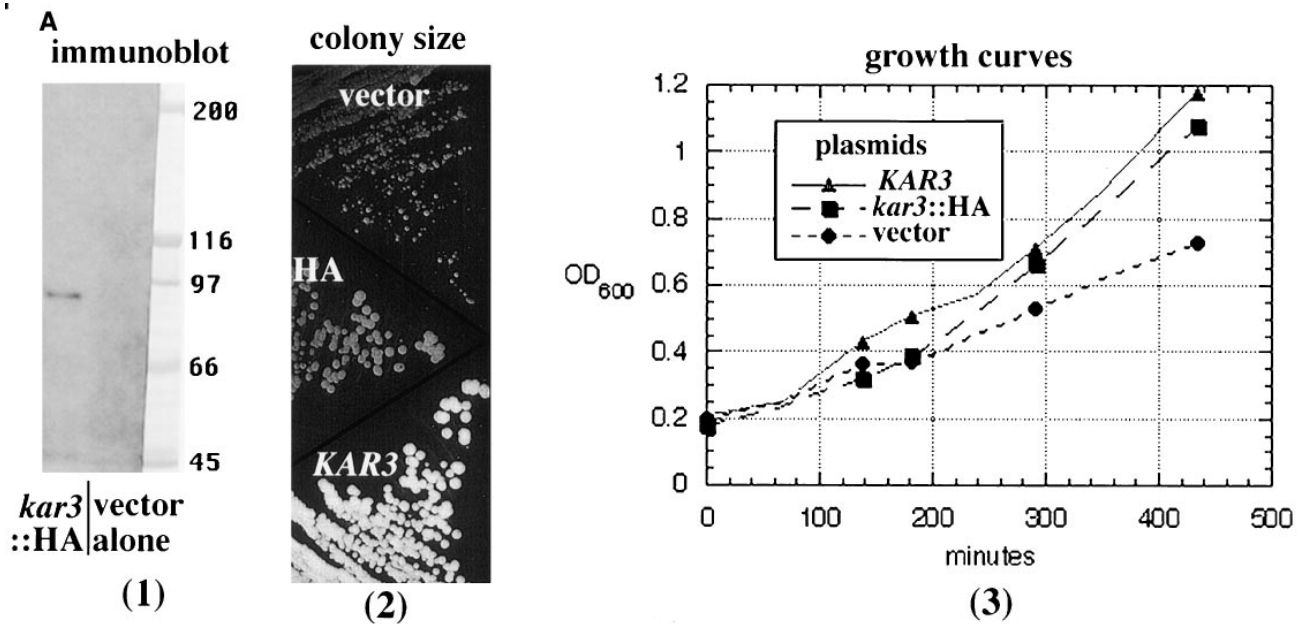 A
immunoblot
200
116
97
66
45
kar3 vector
::HA alone
(1)
colony size
vector
HA
KAR3
(2)
growth curves
1.2
1
0.8
0.6
0.4
0.2
0
OD600
plasmids
KAR3
kar3::HA
vector
0 100 200 300 400 500
minutes
(3)